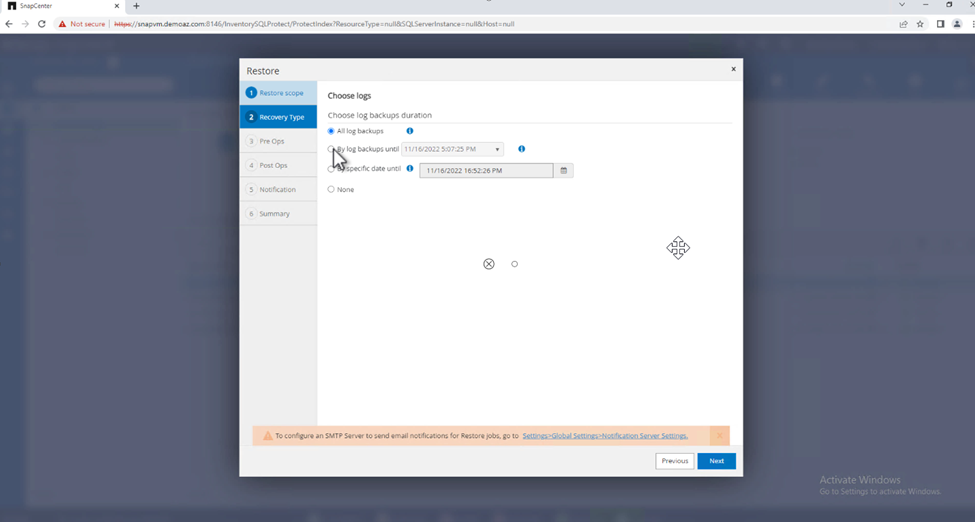 SnapCenter
Not secure https://snapvm.demoaz.com:8146/InventorySQLProtect/ProtectIndex?ResourceType=null&SQLServerInstance=null&Host=null
Restore
1 Restore scope
2 Recovery Type
3 Pre Ops
4 Post Ops
5 Notification
6 Summary
Choose logs
Choose log backups duration
All log backups
By log backups until 11/16/2022 5:07:25 PM
By specific date until 11/16/2022 16:52:26 PM
None
To configure an SMTP Server to send email notifications for Restore jobs, go to Settings>Global Settings>Notification Server Settings.
Previous Next
Activate Windows
Go to Settings to activate Windows.